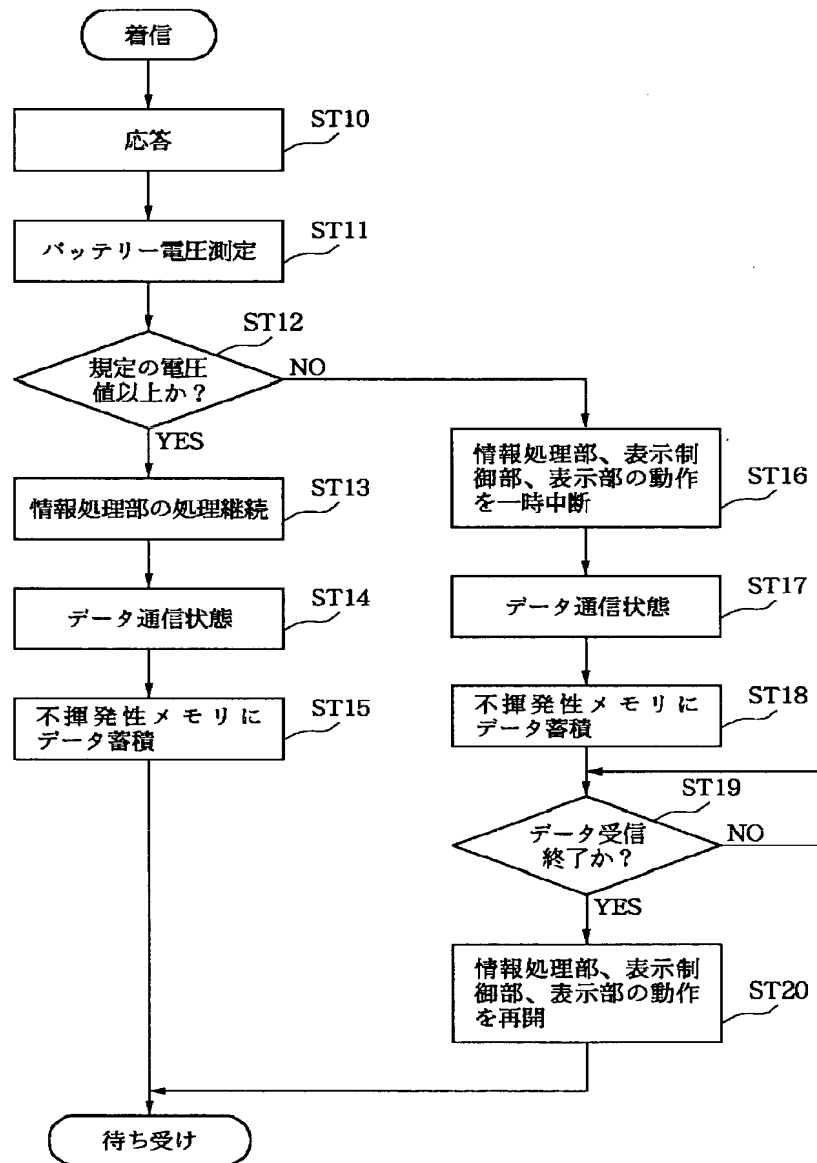 着信
ST10
応答
ST11
バッテリー電圧測定
ST12
規定の電圧
値以上か？
NO
YES
ST13
情報処理部の処理継続
ST14
データ通信状態
ST15
不揮発性メモリに
データ蓄積
情報処理部、表示制
御部、表示部の動作
を一時中断
ST16
データ通信状態
ST17
不揮発性メモリに
データ蓄積
ST18
ST19
データ受信
終了か？
NO
YES
情報処理部、表示制
御部、表示部の動作
を再開
ST20
待ち受け